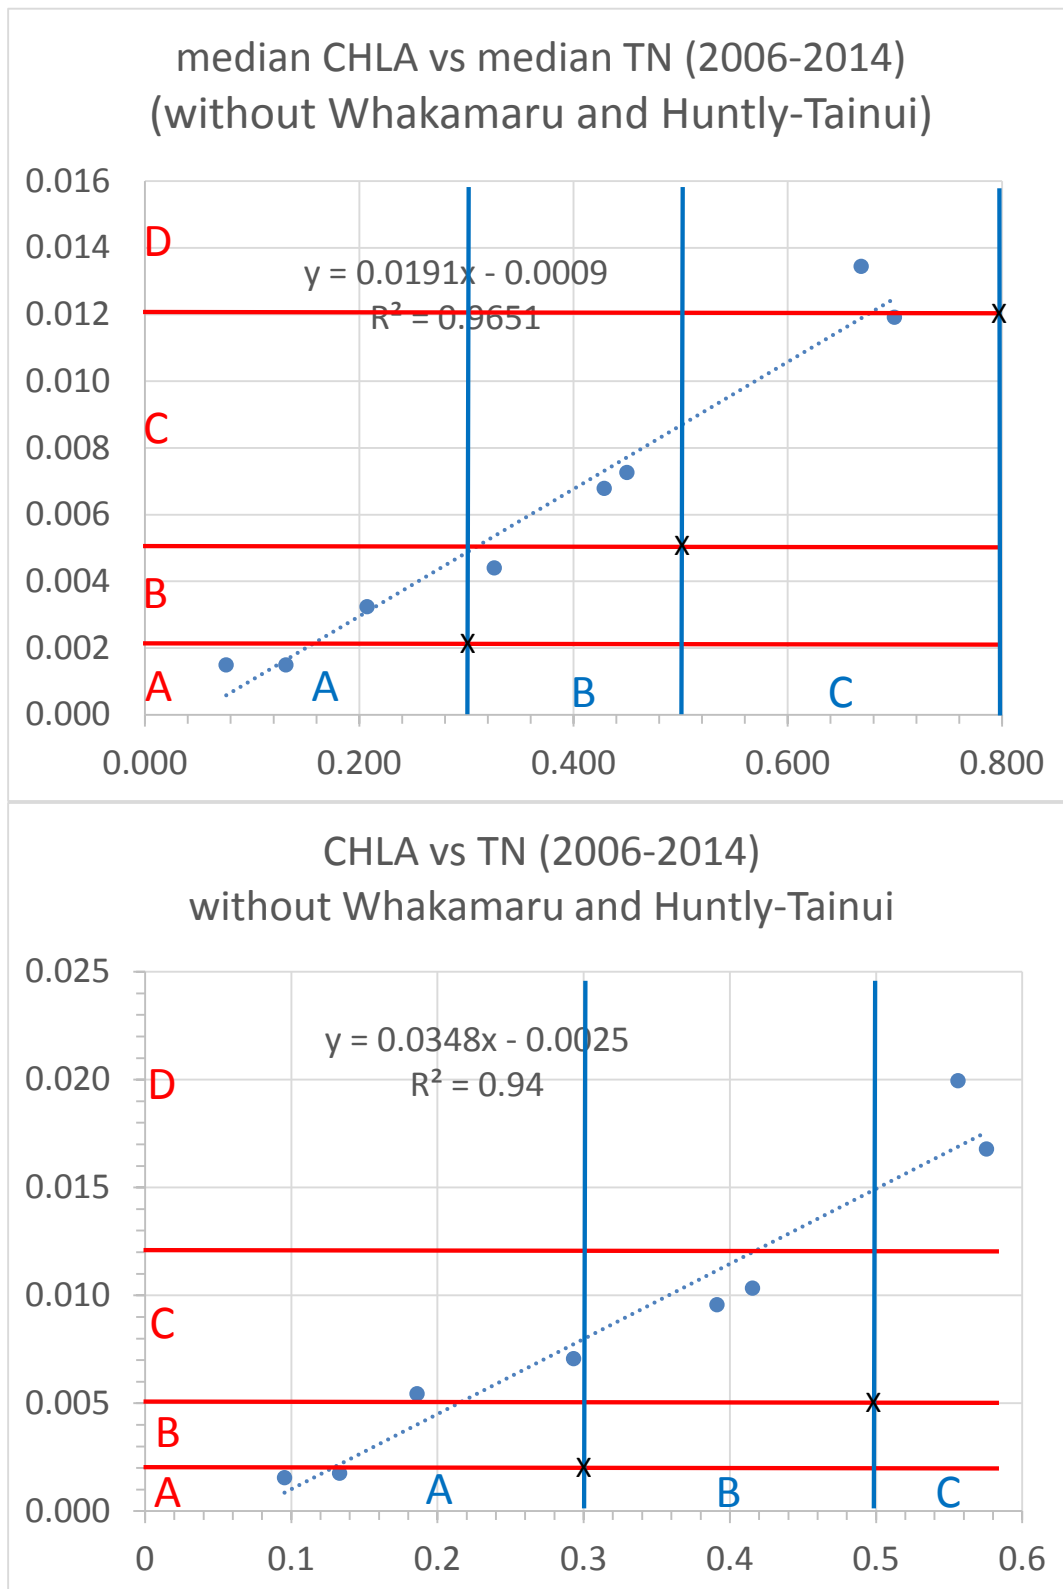 median CHLA vs median TN (2006-2014)
(without Whakamaru and Huntly-Tainui)
0.016
0.014
0.012
0.010
0.008
0.006
0.004
0.002
0.000
D
C
B
A
y = 0.0191x - 0.0009
R² = 0.9651
X
X
X
A
B
C
0.000
0.200
0.400
0.600
0.800
CHLA vs TN (2006-2014)
without Whakamaru and Huntly-Tainui
0.025
0.020
0.015
0.010
0.005
0.000
D
C
B
A
y = 0.0348x - 0.0025
R² = 0.94
X
X
A
B
C
0
0.1
0.2
0.3
0.4
0.5
0.6